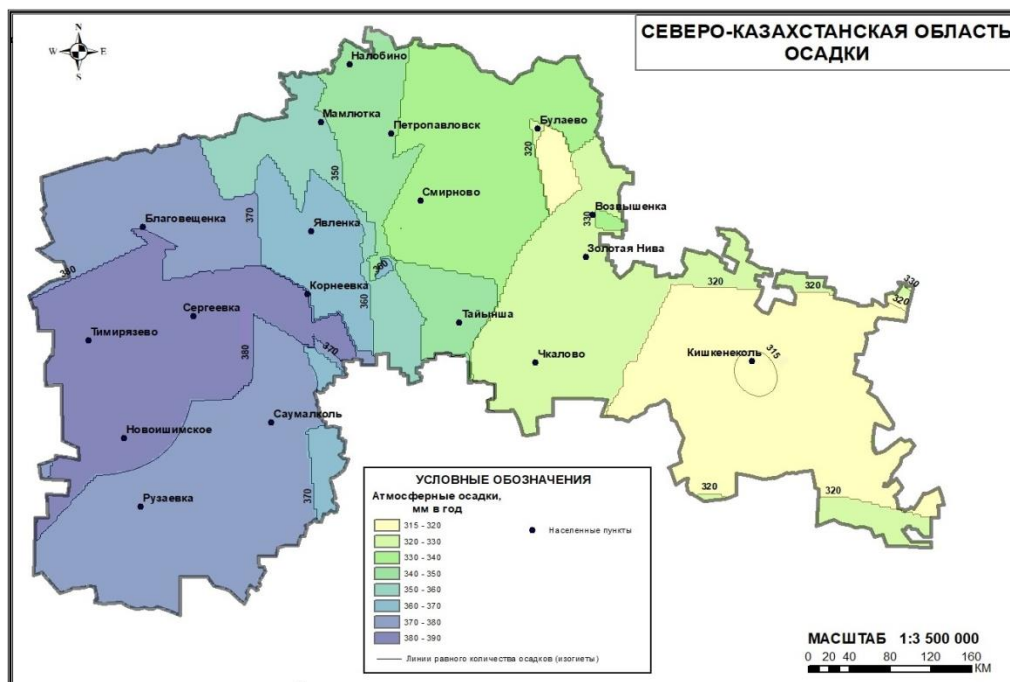 СЕВЕРО-КАЗАХСТАНСКАЯ ОБЛАСТЬ
ОСАДКИ
N
W E
S
Налобино
Мамлютка
Петропавловск
Булаево
320
350
Смирново
Возвышенка
330
Благовещенка
370
Явленка
Золотая Нива
380
360
320
320
330
320
Корнеевка
360
Сергеевка
Тайынша
Тимирязево
370
380
315
Чкалово
Кишкенеколь
Саумалколь
Новоишимское
370
320
320
Рузаевка
УСЛОВНЫЕ ОБОЗНАЧЕНИЯ
Атмосферные осадки,
мм в год
315 - 320
320 - 330
330 - 340
340 - 350
350 - 360
360 - 370
370 - 380
380 - 390
Населенные пункты
Линии равного количества осадков (изогиеты)
МАСШТАБ 1:3 500 000
0 20 40 80 120 160
КМ